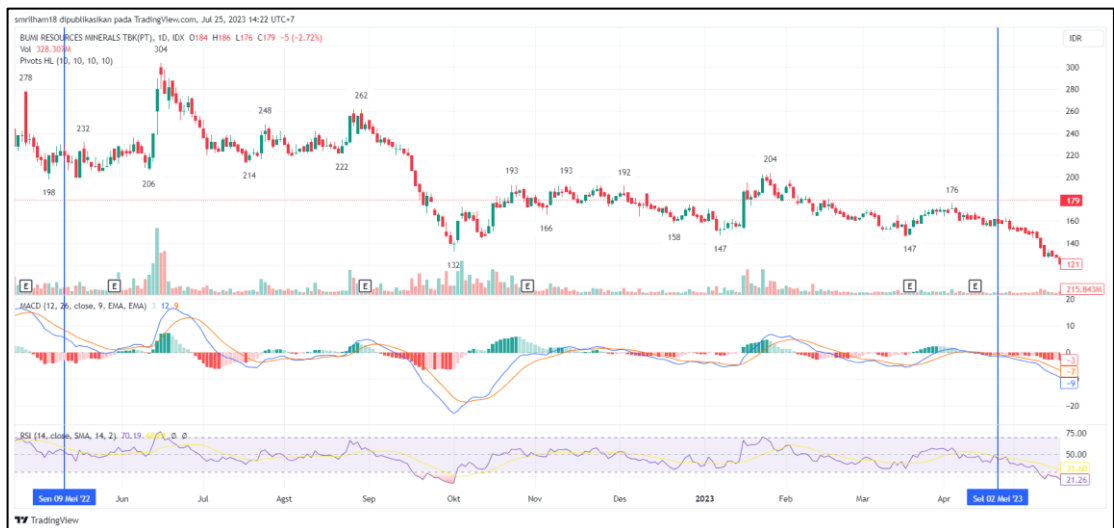 smrilham18 dipublikasikan pada TradingView.com, Jul 25, 2023 14:22 UTC+7
BUMI RESOURCES MINERALS TBK(PT), 1D, IDX O184 H186 L176 C179 −5 (−2.72%)
IDR
Vol 328.307M
Pivots HL (10, 10, 10, 10)
304
278
262
248
232
222
214
206
198
204
193
193
192
176
166
158
147
147
132
300
280
260
240
220
200
179
160
140
121
215.843M
E
E
E
E
E
E
MACD (12, 26, close, 9, EMA, EMA) 3 12 9
20
10
0
−3
−7
−9
−20
RSI (14, close, SMA, 14, 2) 70.19 Ø Ø
75.00
50.00
31.60
21.26
Sen 09 Mei '22
Jun
Jul
Agst
Sep
Okt
Nov
Des
2023
Feb
Mar
Apr
Sel 02 Mei '23
TradingView